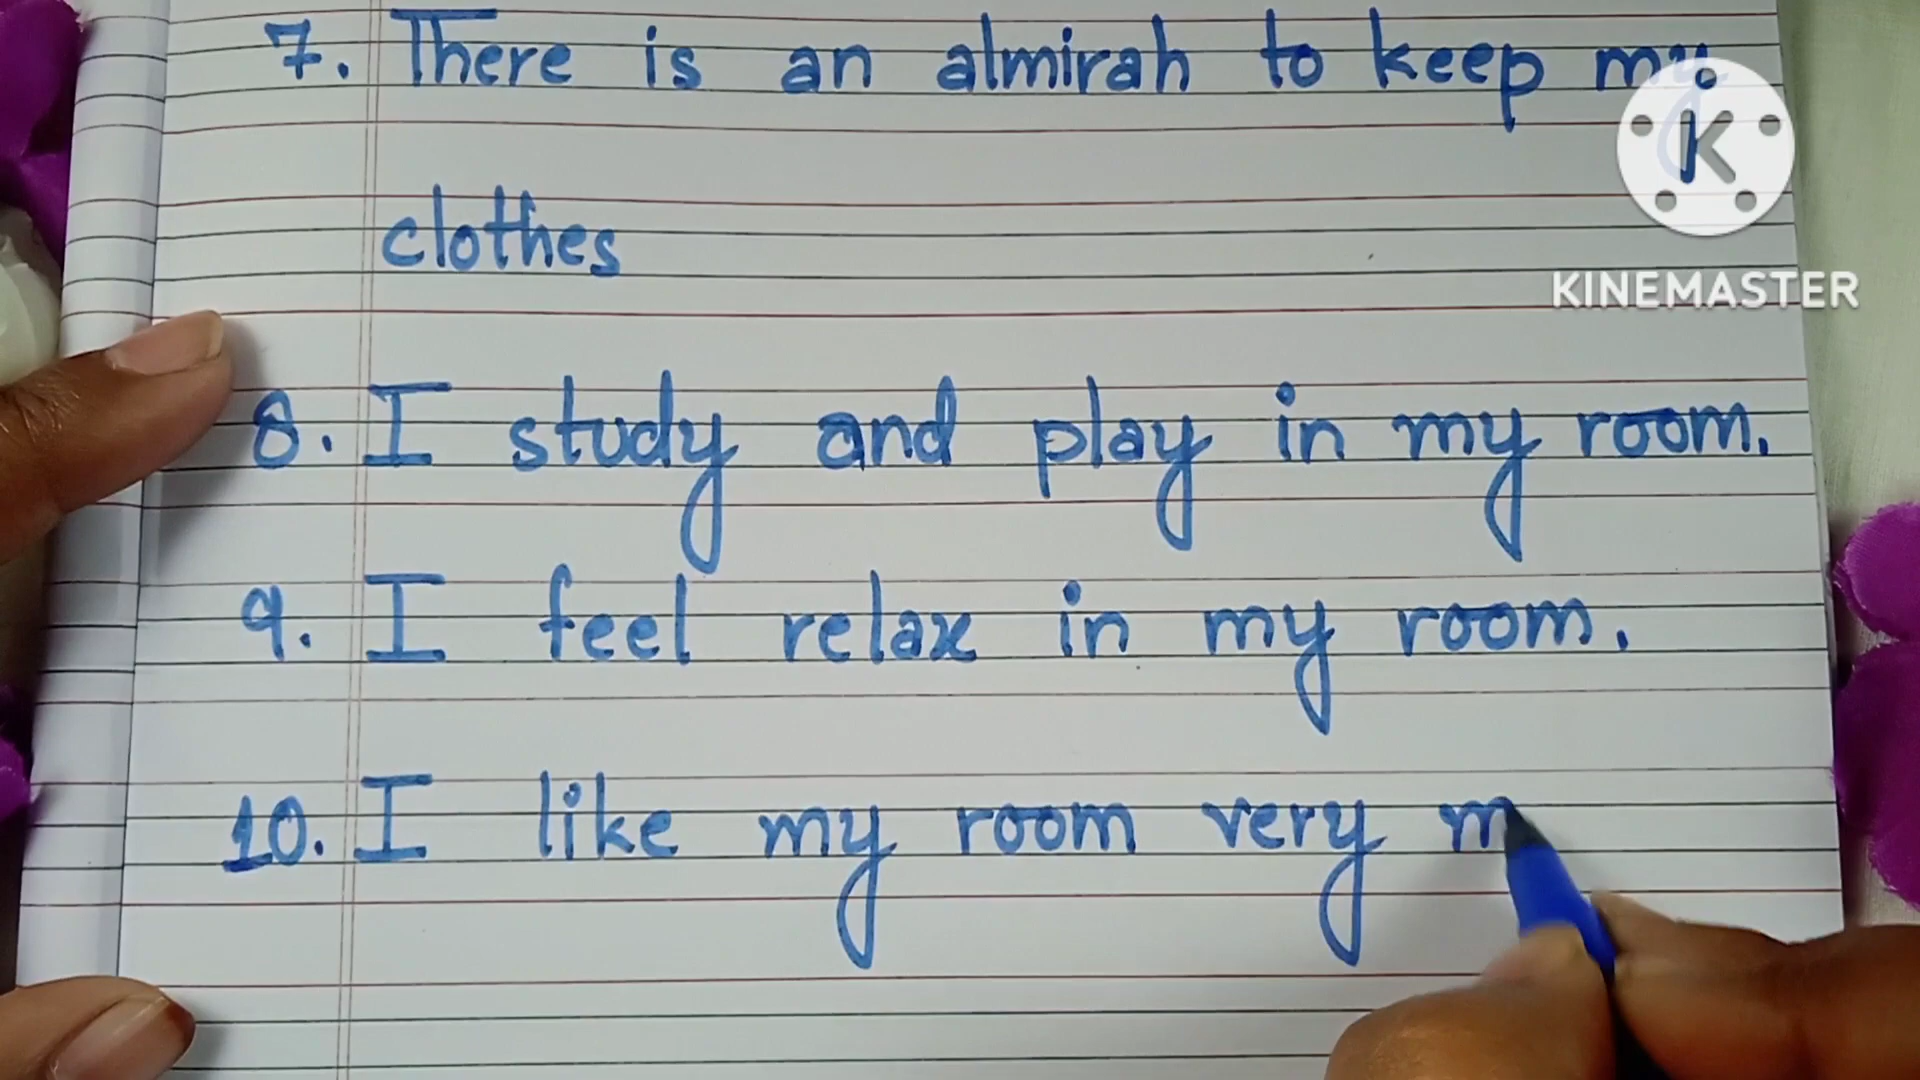 7. There is an almirah to keep my
K
KINEMASTER
clothes
8. I study and play in my room.
9. I feel relax in my room.
10. I like my room very m